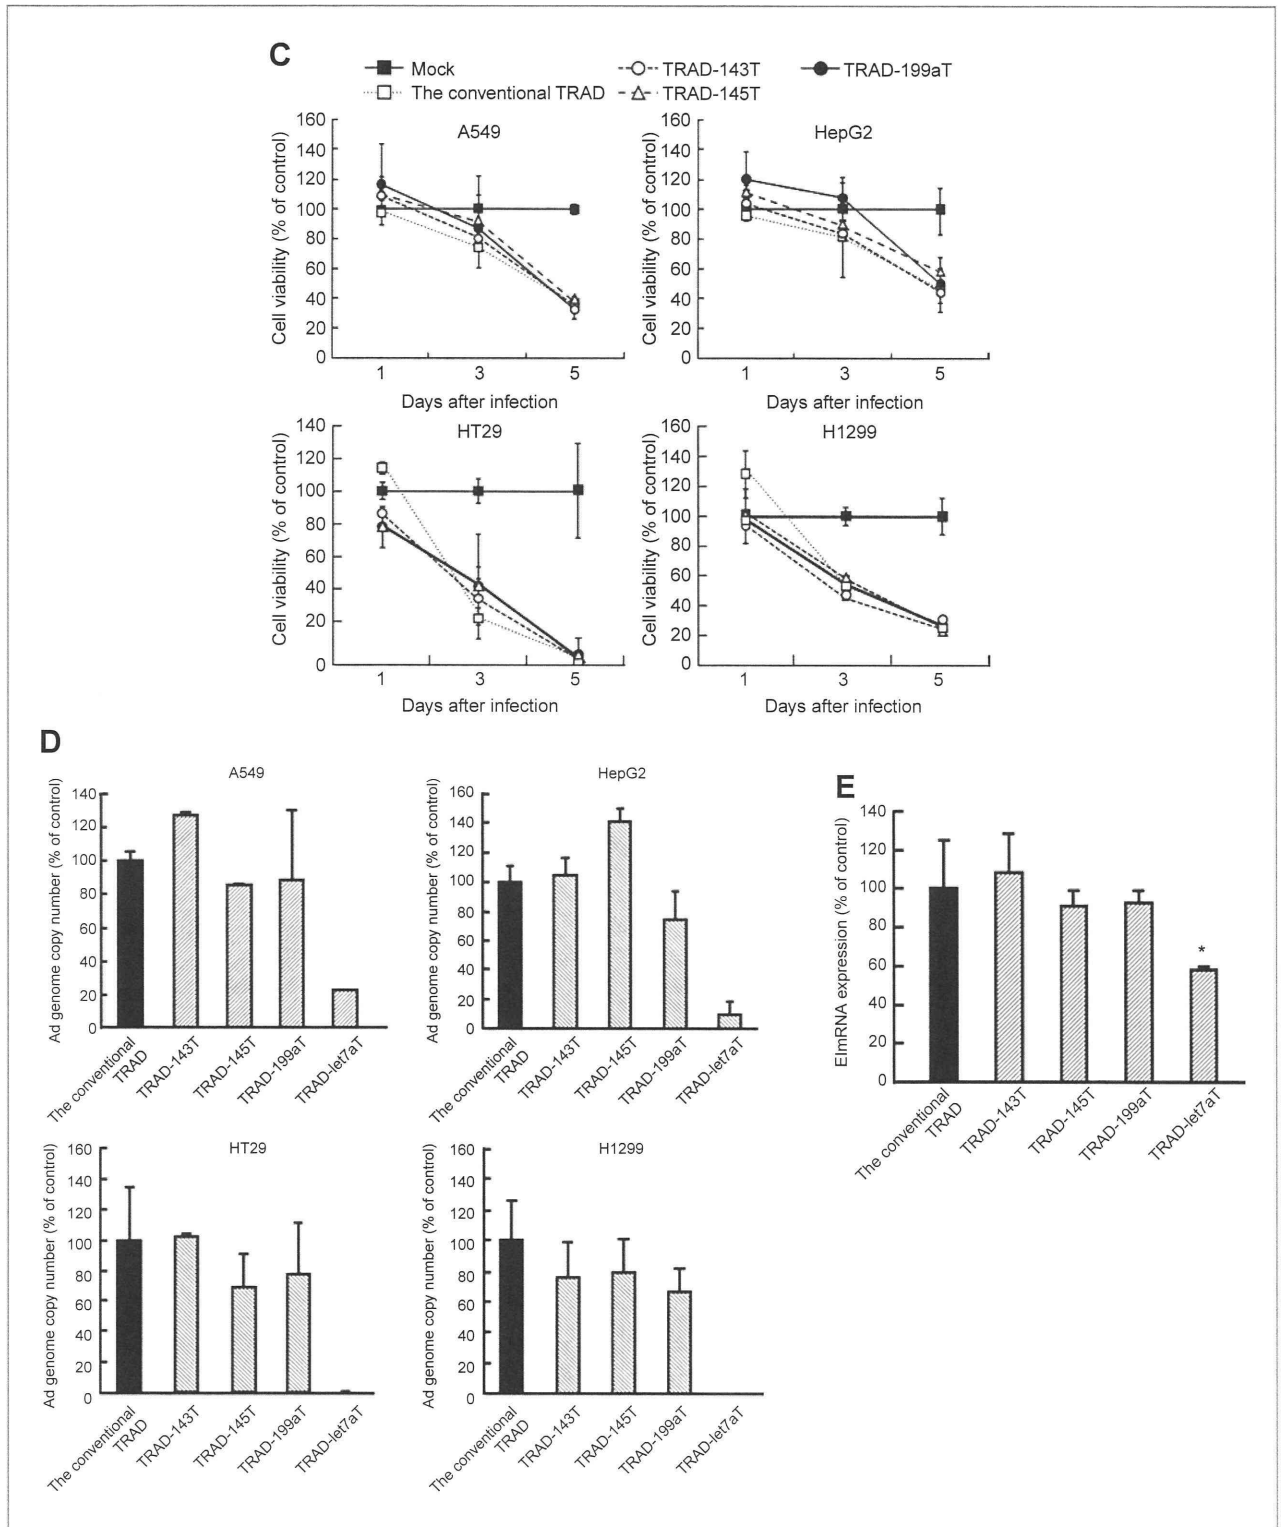 C
Mock
TRAD-143T
TRAD-199aT
The conventional TRAD
TRAD-145T
A549
Cell viability (% of control)
160
140
120
100
80
60
40
20
0
1 3 5
Days after infection
HepG2
Cell viability (% of control)
160
140
120
100
80
60
40
20
0
1 3 5
Days after infection
HT29
Cell viability (% of control)
140
120
100
80
60
40
20
0
1 3 5
Days after infection
H1299
Cell viability (% of control)
160
140
120
100
80
60
40
20
0
1 3 5
Days after infection
D
A549
Ad genome copy number (% of control)
140
120
100
80
60
40
20
0
The conventional
TRAD
TRAD-143T
TRAD-145T
TRAD-199aT
TRAD-let7aT
HepG2
Ad genome copy number (% of control)
160
140
120
100
80
60
40
20
0
The conventional
TRAD
TRAD-143T
TRAD-145T
TRAD-199aT
TRAD-let7aT
E
EImRNA expression (% of control)
140
120
100
80
60
40
20
0
*
The conventional
TRAD
TRAD-143T
TRAD-145T
TRAD-199aT
TRAD-let7aT
HT29
Ad genome copy number (% of control)
160
140
120
100
80
60
40
20
0
The conventional
TRAD
TRAD-143T
TRAD-145T
TRAD-199aT
TRAD-let7aT
H1299
Ad genome copy number (% of control)
160
140
120
100
80
60
40
20
0
The conventional
TRAD
TRAD-143T
TRAD-145T
TRAD-199aT
TRAD-let7aT